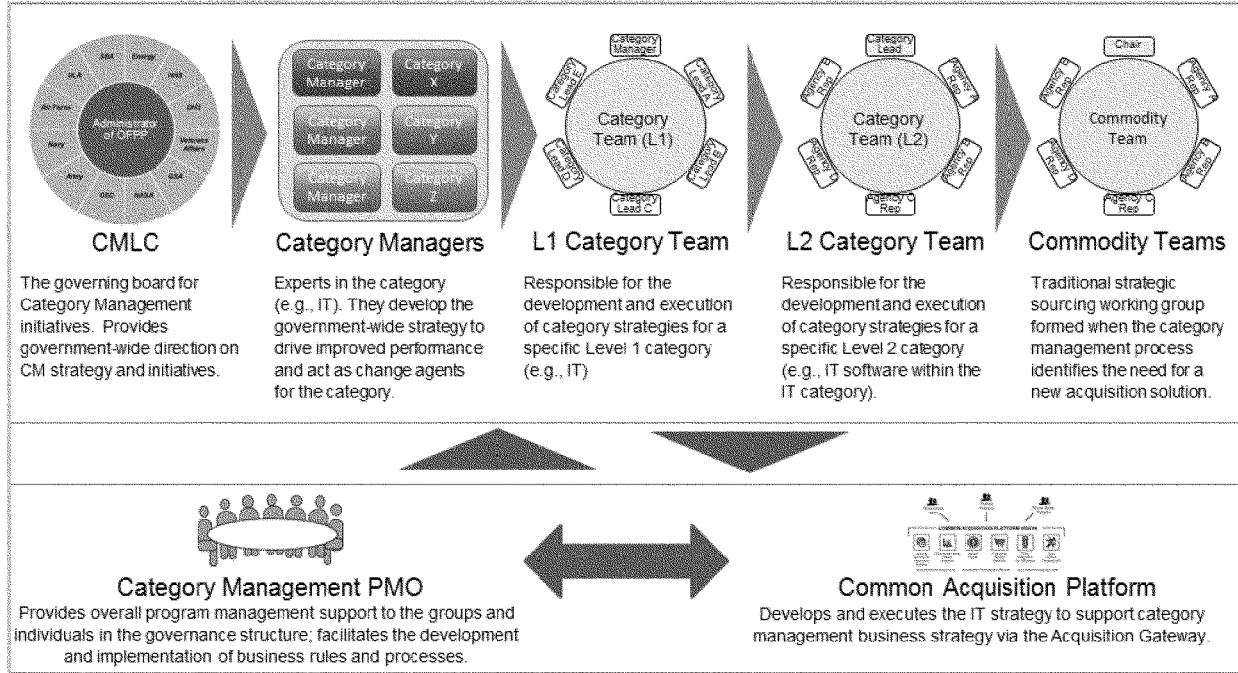 SBA
Energy
HHS
DHS
Veterans
Affairs
GSA
NASA
Army
Navy
Air Force
DLA
Administrator
of OFPP
Category
Manager
Category
X
Category
Manager
Category
Y
Category
Manager
Category
Z
Category
Manager
Category
Lead E
Category
Lead A
Category
Team (L1)
Category
Lead D
Category
Lead B
Category
Lead C
Category
Lead
Agency E
Rep
Agency A
Rep
Category
Team (L2)
Agency D
Rep
Agency B
Rep
Agency C
Rep
Chair
Agency E
Rep
Agency A
Rep
Commodity
Team
Agency D
Rep
Agency B
Rep
Agency C
Rep
CMLC
The governing board for
Category Management
initiatives. Provides
government-wide direction on
CM strategy and initiatives.
Category Managers
Experts in the category
(e.g., IT). They develop the
government-wide strategy to
drive improved performance
and act as change agents
for the category.
L1 Category Team
Responsible for the
development and execution
of category strategies for a
specific Level 1 category
(e.g., IT)
L2 Category Team
Responsible for the
development and execution
of category strategies for a
specific Level 2 category
(e.g., IT software within the
IT category).
Commodity Teams
Traditional strategic
sourcing working group
formed when the category
management process
identifies the need for a
new acquisition solution.
Category Management PMO
Provides overall program management support to the groups and
individuals in the governance structure; facilitates the development
and implementation of business rules and processes.
COMMON ACQUISITION PLATFORM VISION
Common Acquisition Platform
Develops and executes the IT strategy to support category
management business strategy via the Acquisition Gateway.